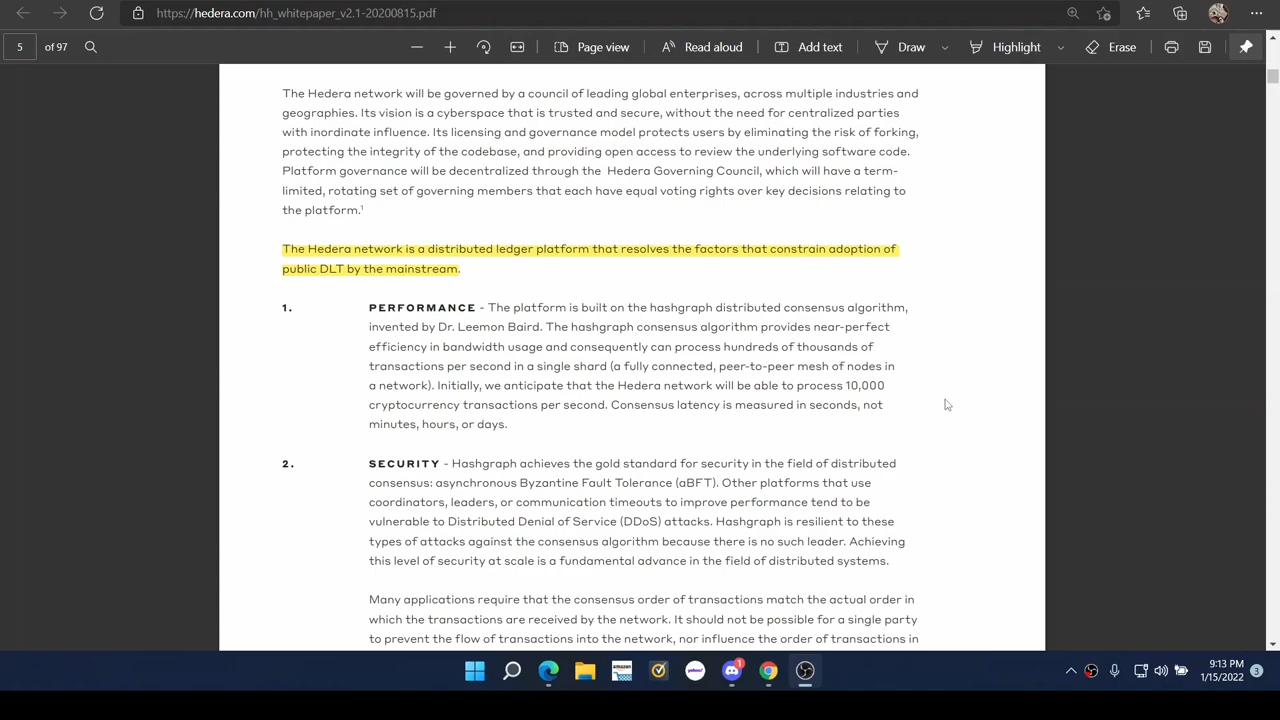 https://hedera.com/hh_whitepaper_v2.1-20200815.pdf
5 of 97 Page view Read aloud Add text Draw Highlight Erase
The Hedera network will be governed by a council of leading global enterprises, across multiple industries and
geographies. Its vision is a cyberspace that is trusted and secure, without the need for centralized parties
with inordinate influence. Its licensing and governance model protects users by eliminating the risk of forking,
protecting the integrity of the codebase, and providing open access to review the underlying software code.
Platform governance will be decentralized through the Hedera Governing Council, which will have a term-
limited, rotating set of governing members that each have equal voting rights over key decisions relating to
the platform.¹
The Hedera network is a distributed ledger platform that resolves the factors that constrain adoption of
public DLT by the mainstream.
1. PERFORMANCE - The platform is built on the hashgraph distributed consensus algorithm,
invented by Dr. Leemon Baird. The hashgraph consensus algorithm provides near-perfect
efficiency in bandwidth usage and consequently can process hundreds of thousands of
transactions per second in a single shard (a fully connected, peer-to-peer mesh of nodes in
a network). Initially, we anticipate that the Hedera network will be able to process 10,000
cryptocurrency transactions per second. Consensus latency is measured in seconds, not
minutes, hours, or days.
2. SECURITY - Hashgraph achieves the gold standard for security in the field of distributed
consensus: asynchronous Byzantine Fault Tolerance (aBFT). Other platforms that use
coordinators, leaders, or communication timeouts to improve performance tend to be
vulnerable to Distributed Denial of Service (DDoS) attacks. Hashgraph is resilient to these
types of attacks against the consensus algorithm because there is no such leader. Achieving
this level of security at scale is a fundamental advance in the field of distributed systems.
Many applications require that the consensus order of transactions match the actual order in
which the transactions are received by the network. It should not be possible for a single party
to prevent the flow of transactions into the network, nor influence the order of transactions in
amazon
yahoo!
1
9:13 PM
1/15/2022
3